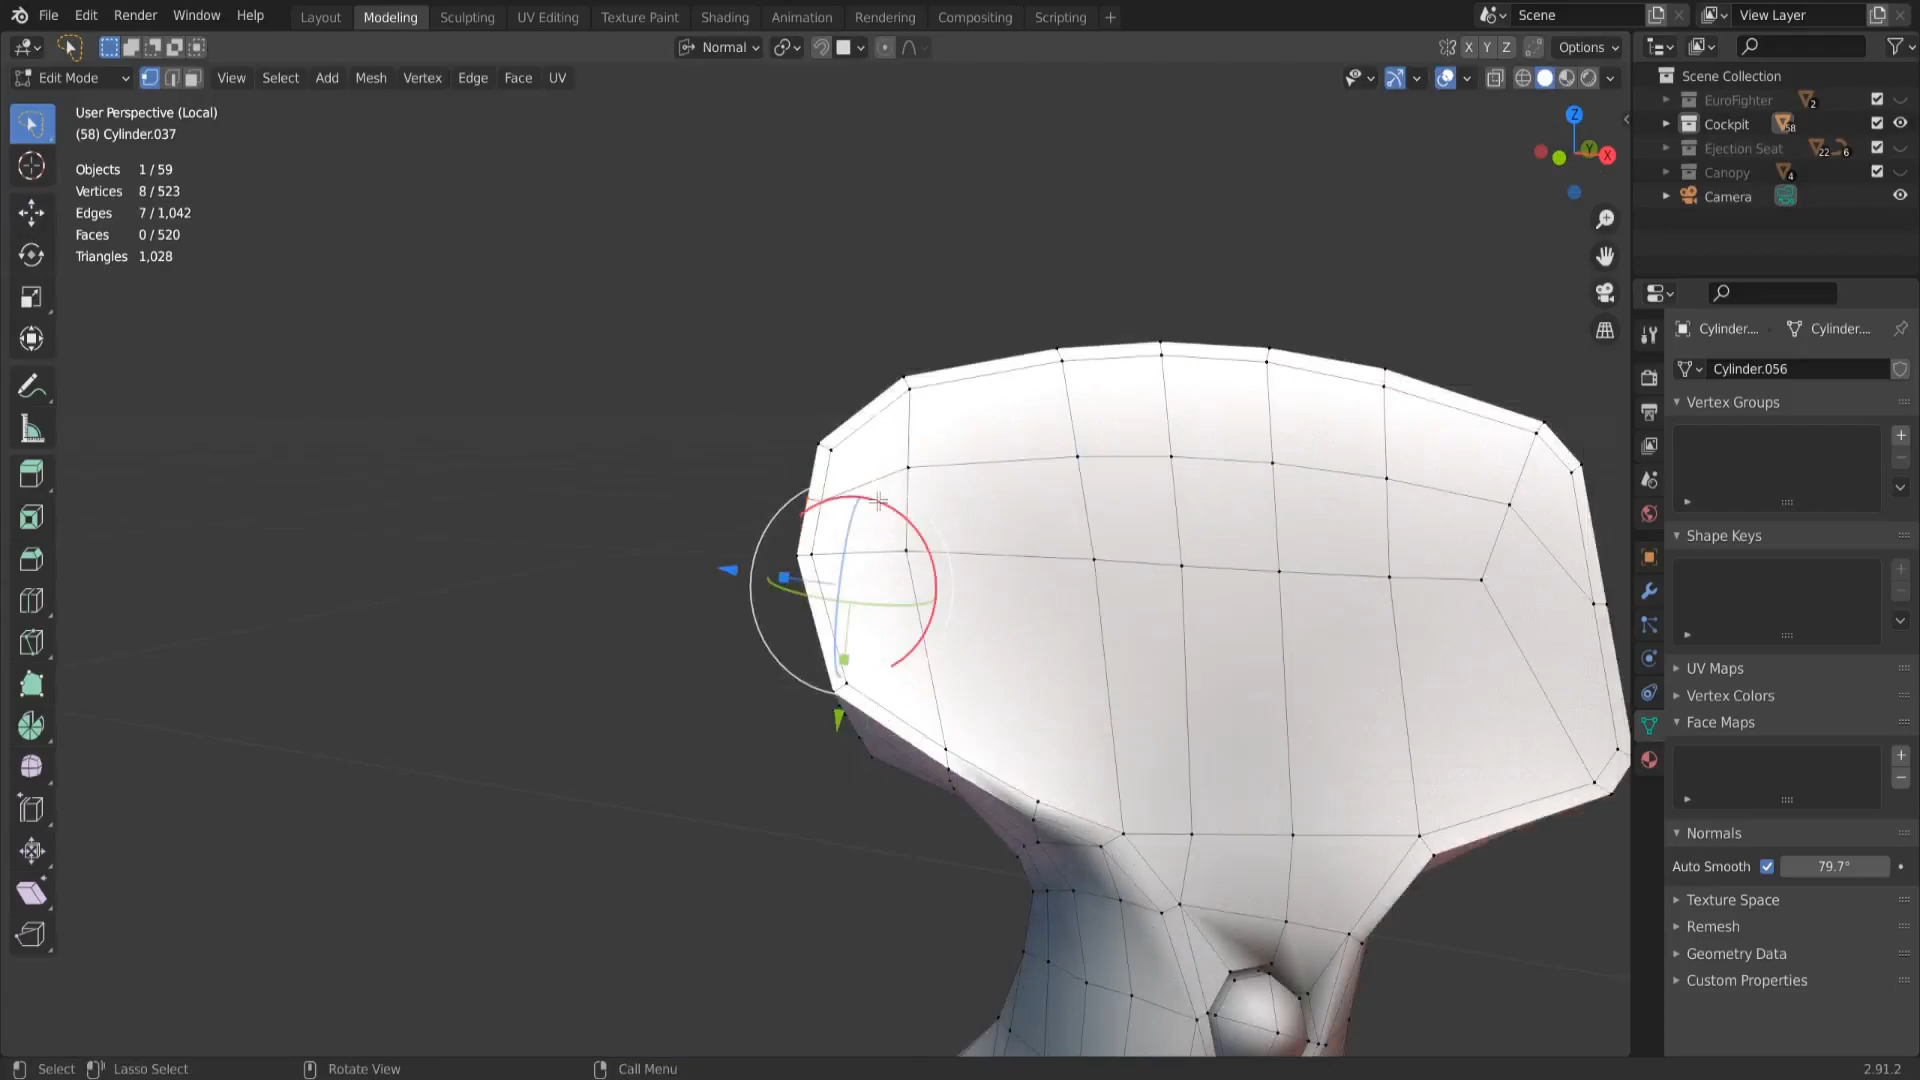 File Edit Render Window Help Layout Modeling Sculpting UV Editing Texture Paint Shading Animation Rendering Compositing Scripting + Scene View Layer
Normal X Y Z Options
Edit Mode View Select Add Mesh Vertex Edge Face UV
User Perspective (Local)
(58) Cylinder.037
Objects 1 / 59
Vertices 8 / 523
Edges 7 / 1,042
Faces 0 / 520
Triangles 1,028
Z
Y
X
Scene Collection
EuroFighter 2
Cockpit 58
Ejection Seat 22 6
Canopy 4
Camera
Cylinder.... Cylinder....
Cylinder.056
Vertex Groups
Shape Keys
UV Maps
Vertex Colors
Face Maps
Normals
Auto Smooth 79.7°
Texture Space
Remesh
Geometry Data
Custom Properties
Select Lasso Select Rotate View Call Menu 2.91.2